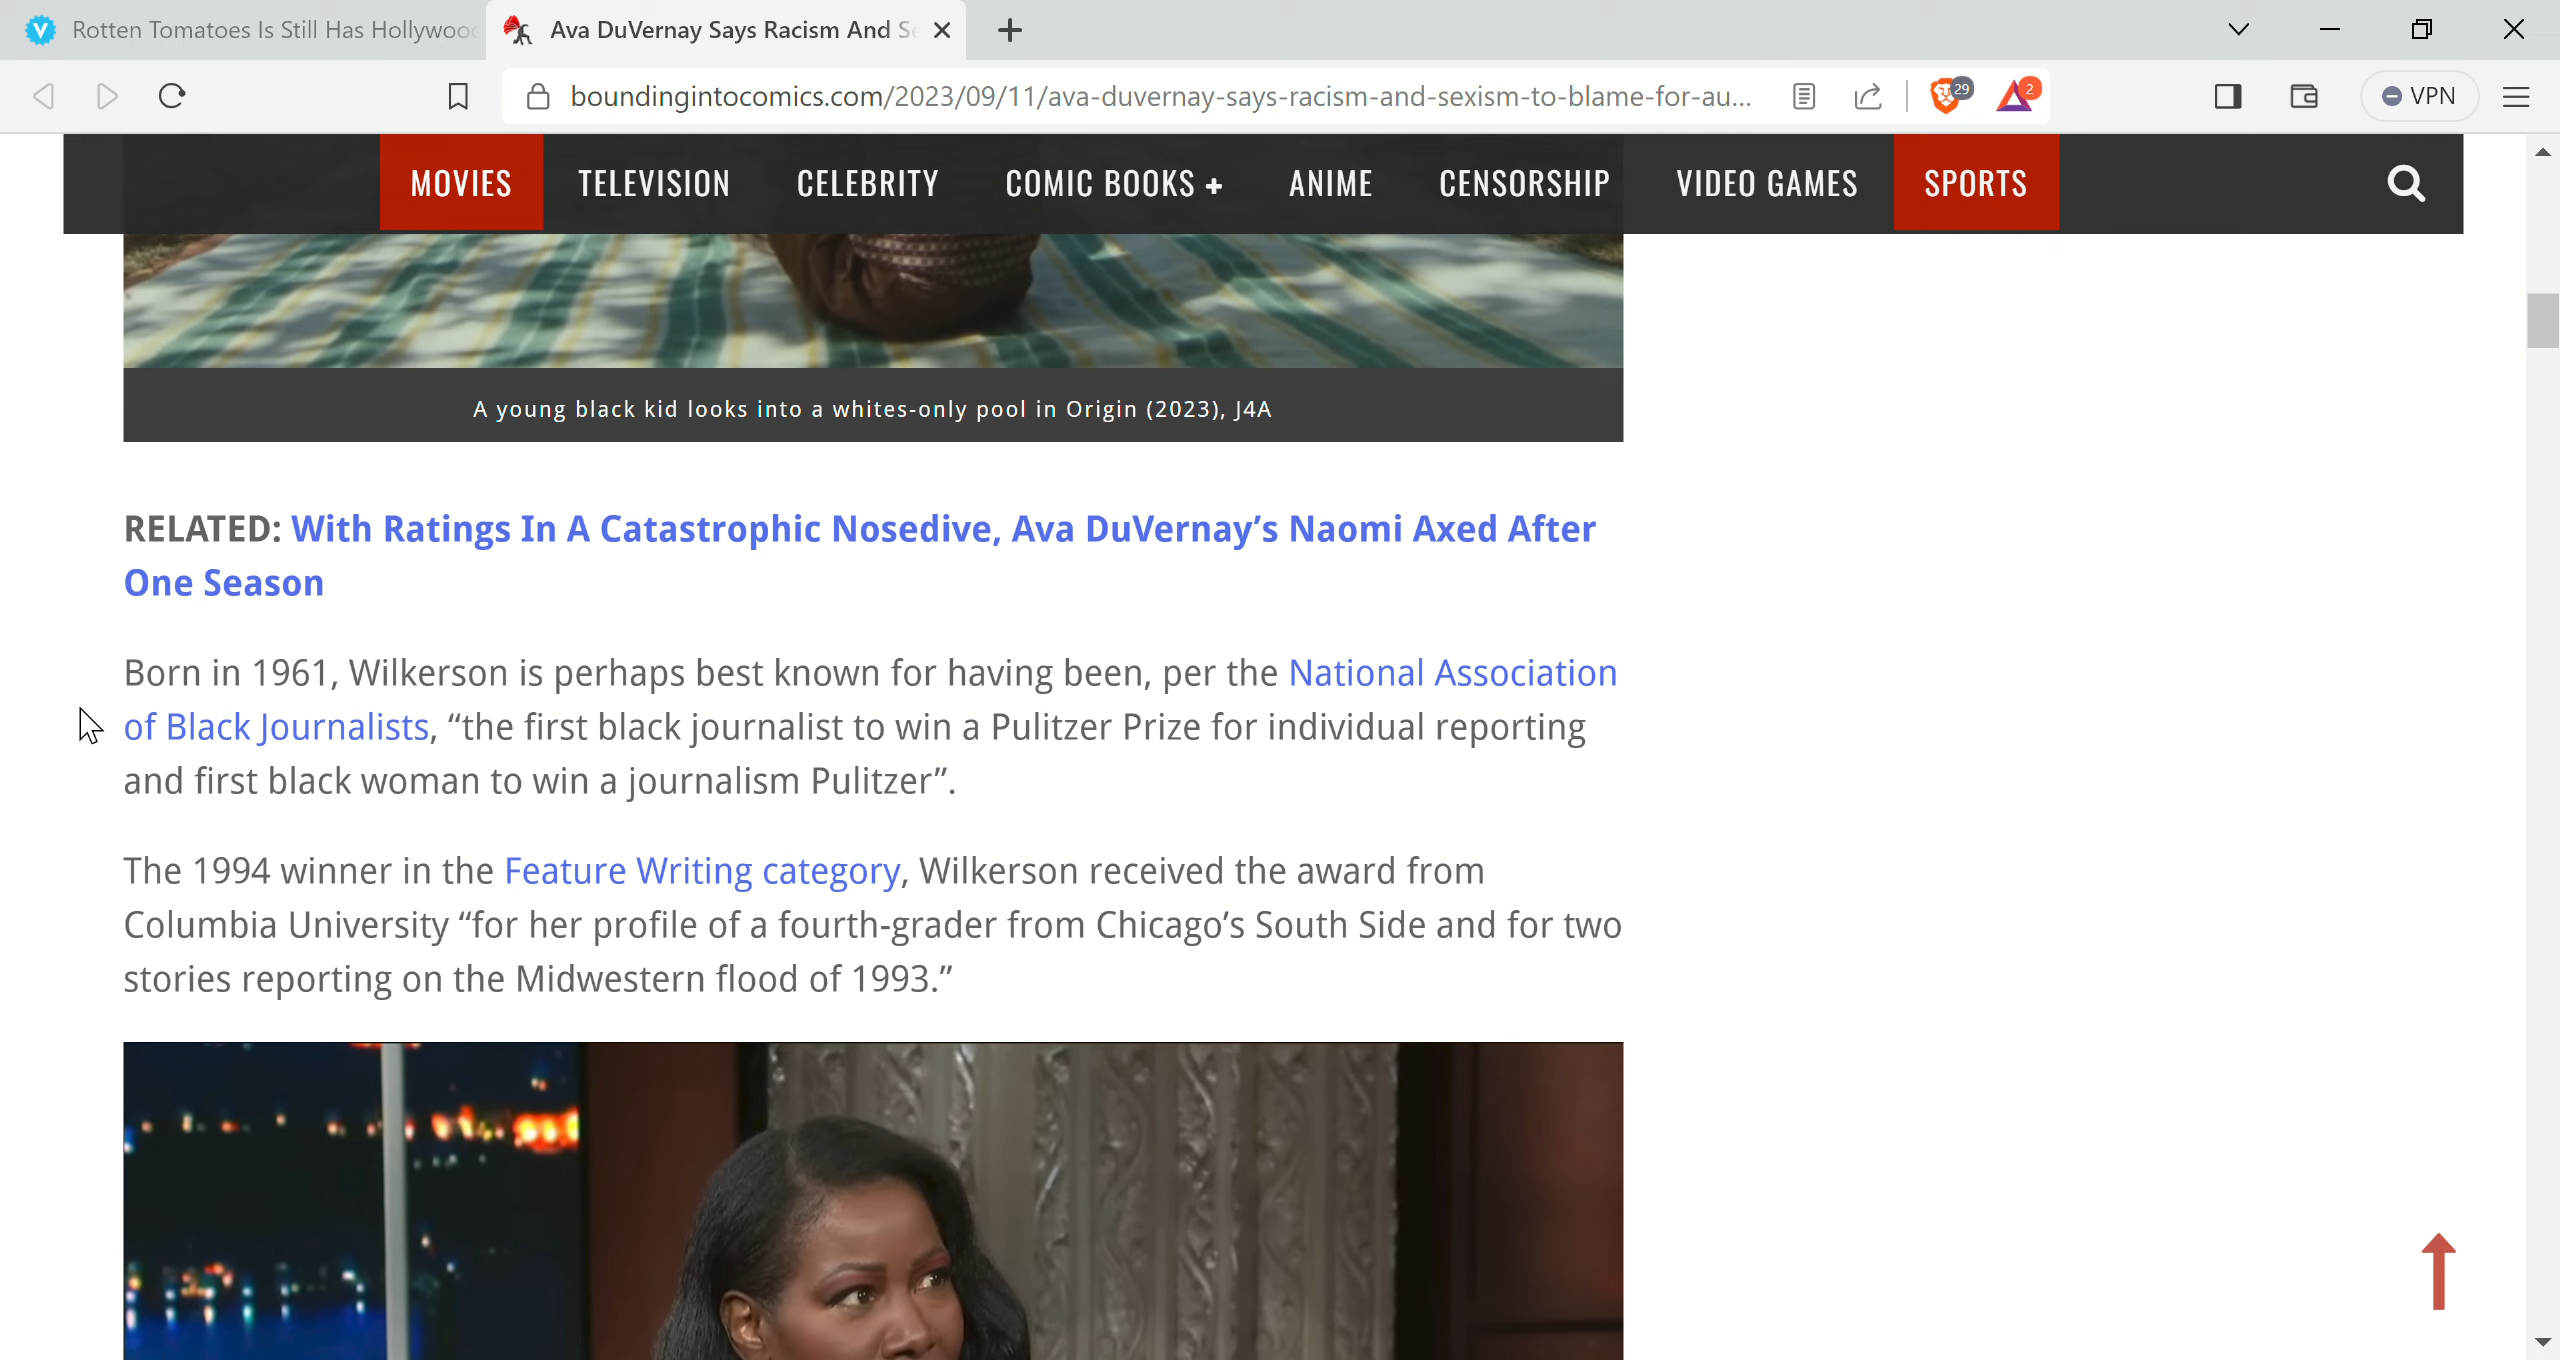 Rotten Tomatoes Is Still Has Hollywoo
Ava DuVernay Says Racism And S
boundingintocomics.com/2023/09/11/ava-duvernay-says-racism-and-sexism-to-blame-for-au...
29
2
VPN
MOVIES
TELEVISION
CELEBRITY
COMIC BOOKS +
ANIME
CENSORSHIP
VIDEO GAMES
SPORTS
A young black kid looks into a whites-only pool in Origin (2023), J4A
RELATED: With Ratings In A Catastrophic Nosedive, Ava DuVernay’s Naomi Axed After
One Season
Born in 1961, Wilkerson is perhaps best known for having been, per the National Association
of Black Journalists, “the first black journalist to win a Pulitzer Prize for individual reporting
and first black woman to win a journalism Pulitzer”.
The 1994 winner in the Feature Writing category, Wilkerson received the award from
Columbia University “for her profile of a fourth-grader from Chicago’s South Side and for two
stories reporting on the Midwestern flood of 1993.”